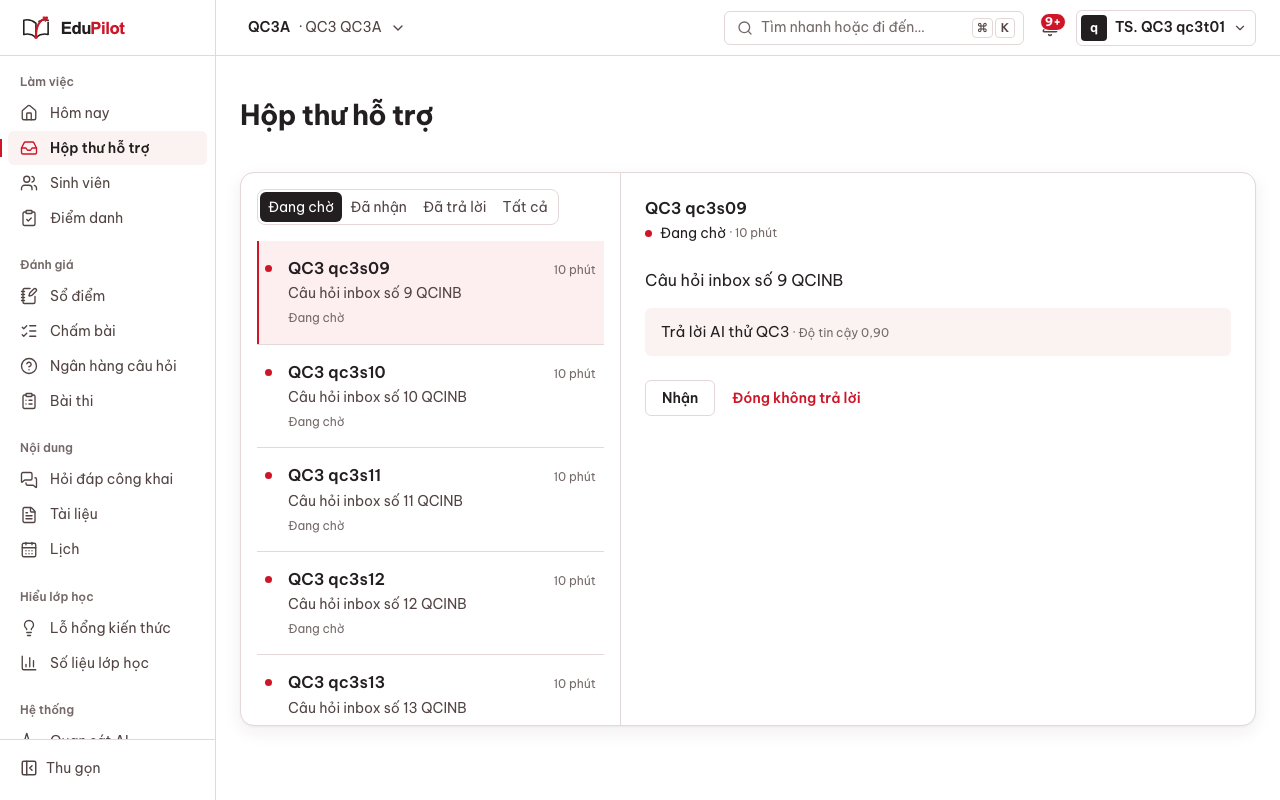 EduPilot
QC3A · QC3 QC3A
Tìm nhanh hoặc đi đến... ⌘ K
9+
q TS. QC3 qc3t01
Làm việc
Hôm nay
Hộp thư hỗ trợ
Sinh viên
Điểm danh
Đánh giá
Sổ điểm
Chấm bài
Ngân hàng câu hỏi
Bài thi
Nội dung
Hỏi đáp công khai
Tài liệu
Lịch
Hiểu lớp học
Lỗ hổng kiến thức
Số liệu lớp học
Hệ thống
Quan sát AI
Thu gọn
Hộp thư hỗ trợ
Đang chờ Đã nhận Đã trả lời Tất cả
QC3 qc3s09 10 phút
Câu hỏi inbox số 9 QCINB
Đang chờ
QC3 qc3s10 10 phút
Câu hỏi inbox số 10 QCINB
Đang chờ
QC3 qc3s11 10 phút
Câu hỏi inbox số 11 QCINB
Đang chờ
QC3 qc3s12 10 phút
Câu hỏi inbox số 12 QCINB
Đang chờ
QC3 qc3s13 10 phút
Câu hỏi inbox số 13 QCINB
QC3 qc3s09
Đang chờ · 10 phút
Câu hỏi inbox số 9 QCINB
Trả lời AI thử QC3 · Độ tin cậy 0,90
Nhận Đóng không trả lời